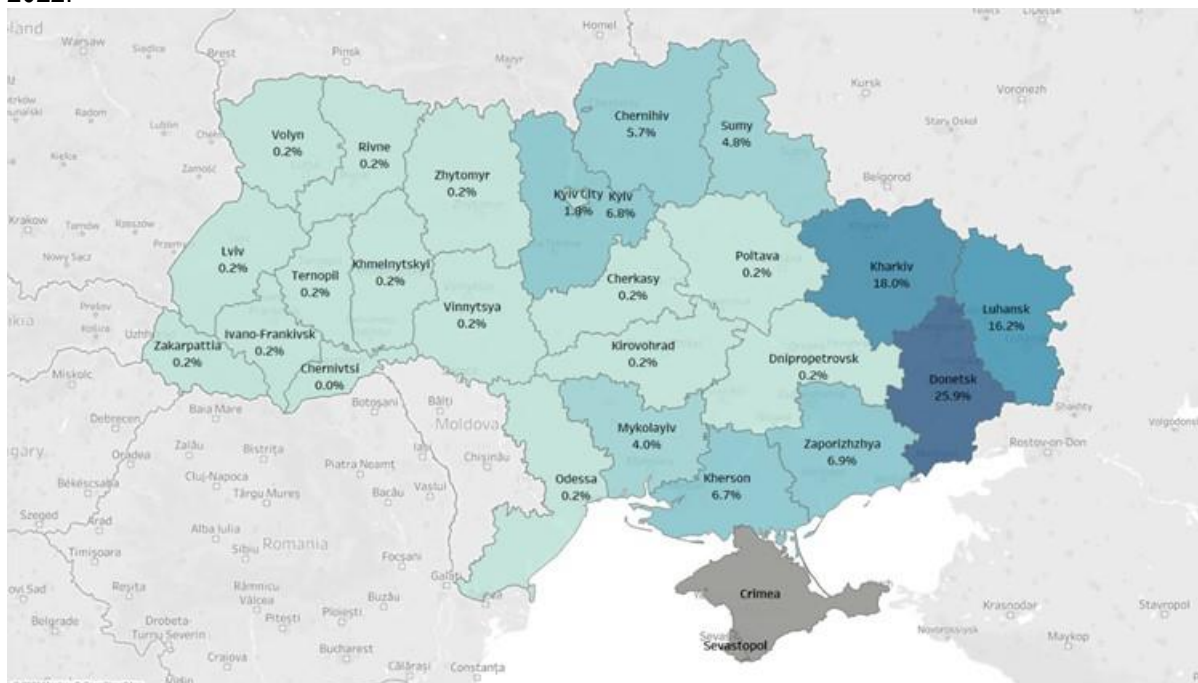 2022.
Homel
Warsaw
Siedlce
Brest
Pinsk
Mazyr
Kursk
Voronezh
Stary Oskol
Belgorod
Radom
Lublin
Kielce
Zamość
Krakow
Tarnów
Rzeszów
Nowy Sącz
Prešov
Košice
Miskolc
Debrecen
Volyn
0.2%
Rivne
0.2%
Zhytomyr
0.2%
Kyiv City
1.8%
Kyiv
6.8%
Chernihiv
5.7%
Sumy
4.8%
Lviv
0.2%
Ternopil
0.2%
Khmelnytskyi
0.2%
Vinnytsya
0.2%
Cherkasy
0.2%
Poltava
0.2%
Kharkiv
18.0%
Luhansk
16.2%
Zakarpattia
0.2%
Ivano-Frankivsk
0.2%
Chernivtsi
0.0%
Kirovohrad
0.2%
Dnipropetrovsk
0.2%
Donetsk
25.9%
Mykolayiv
4.0%
Zaporizhzhya
6.9%
Kherson
6.7%
Odessa
0.2%
Crimea
Sevastopol
Baia Mare
Botoșani
Bălți
Moldova
Chișinău
Iași
Oradea
Zalău
Bistrița
Piatra Neamț
Cluj-Napoca
Târgu Mureș
Bacău
Vaslui
Békéscsaba
Szeged
Arad
Alba Iulia
Sibiu
Romania
Timișoara
Focșani
Galați
Reșița
Râmnicu
Vâlcea
Pitești
Ploiești
Buzău
Belgrade
Drobeta-
Turnu Severin
Craiova
Bucharest
Călărași
Constanța
Shakhty
Rostov-on-Don
Krasnodar
Stavropol
Novorossiysk
Maykop